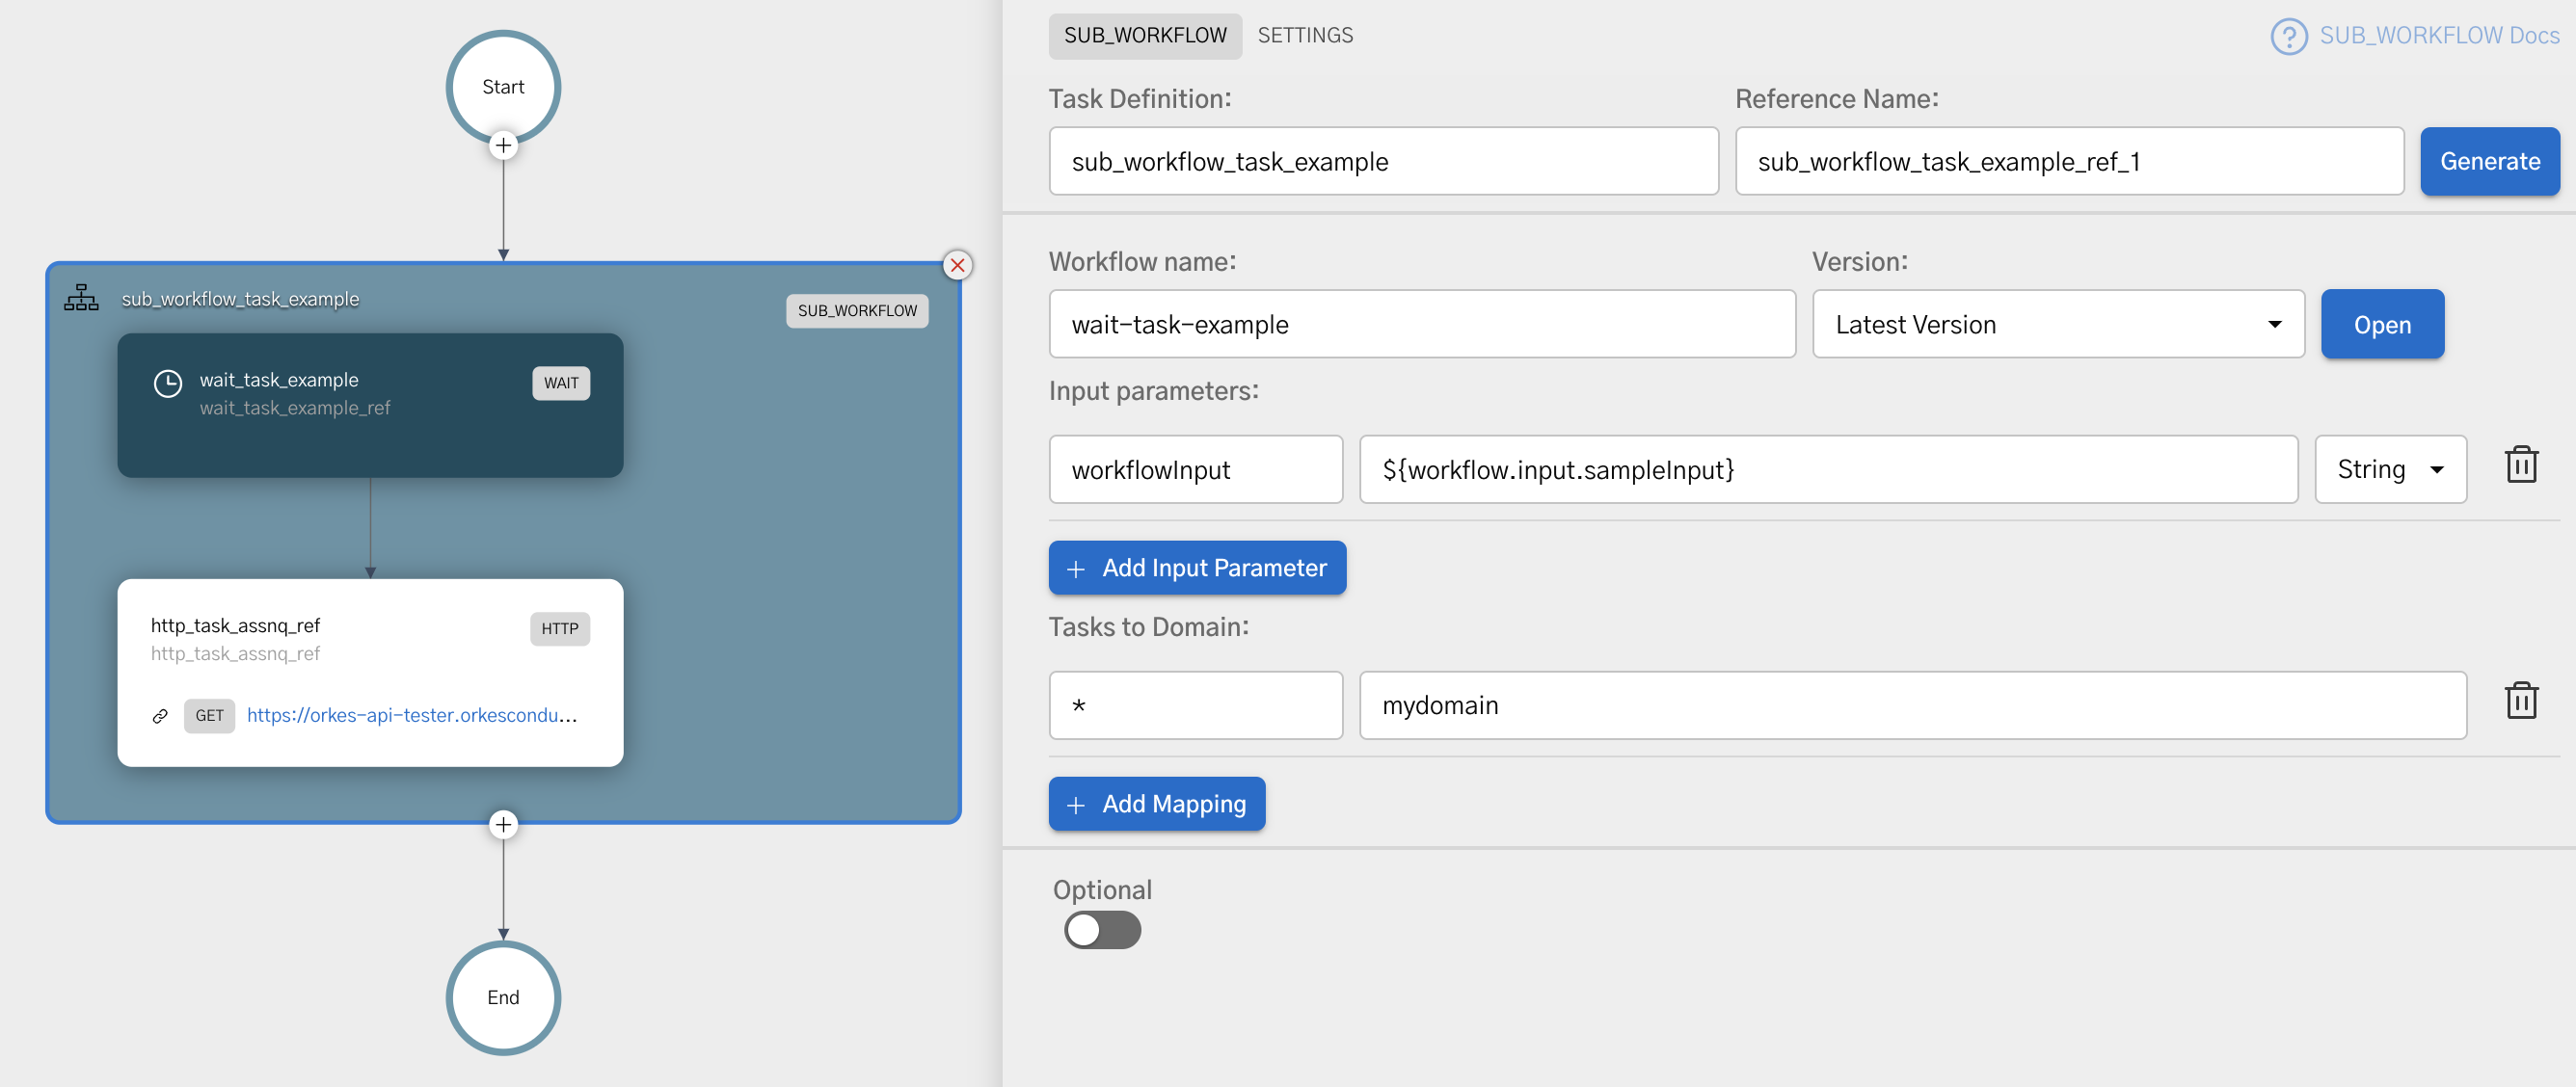 Start
sub_workflow_task_example
SUB_WORKFLOW
wait_task_example
WAIT
wait_task_example_ref
http_task_assnq_ref
HTTP
http_task_assnq_ref
GET https://orkes-api-tester.orkescondu...
End
SUB_WORKFLOW SETTINGS
SUB_WORKFLOW Docs
Task Definition: Reference Name:
sub_workflow_task_example sub_workflow_task_example_ref_1 Generate
Workflow name: Version:
wait-task-example Latest Version Open
Input parameters:
workflowInput ${workflow.input.sampleInput} String
+ Add Input Parameter
Tasks to Domain:
* mydomain
+ Add Mapping
Optional